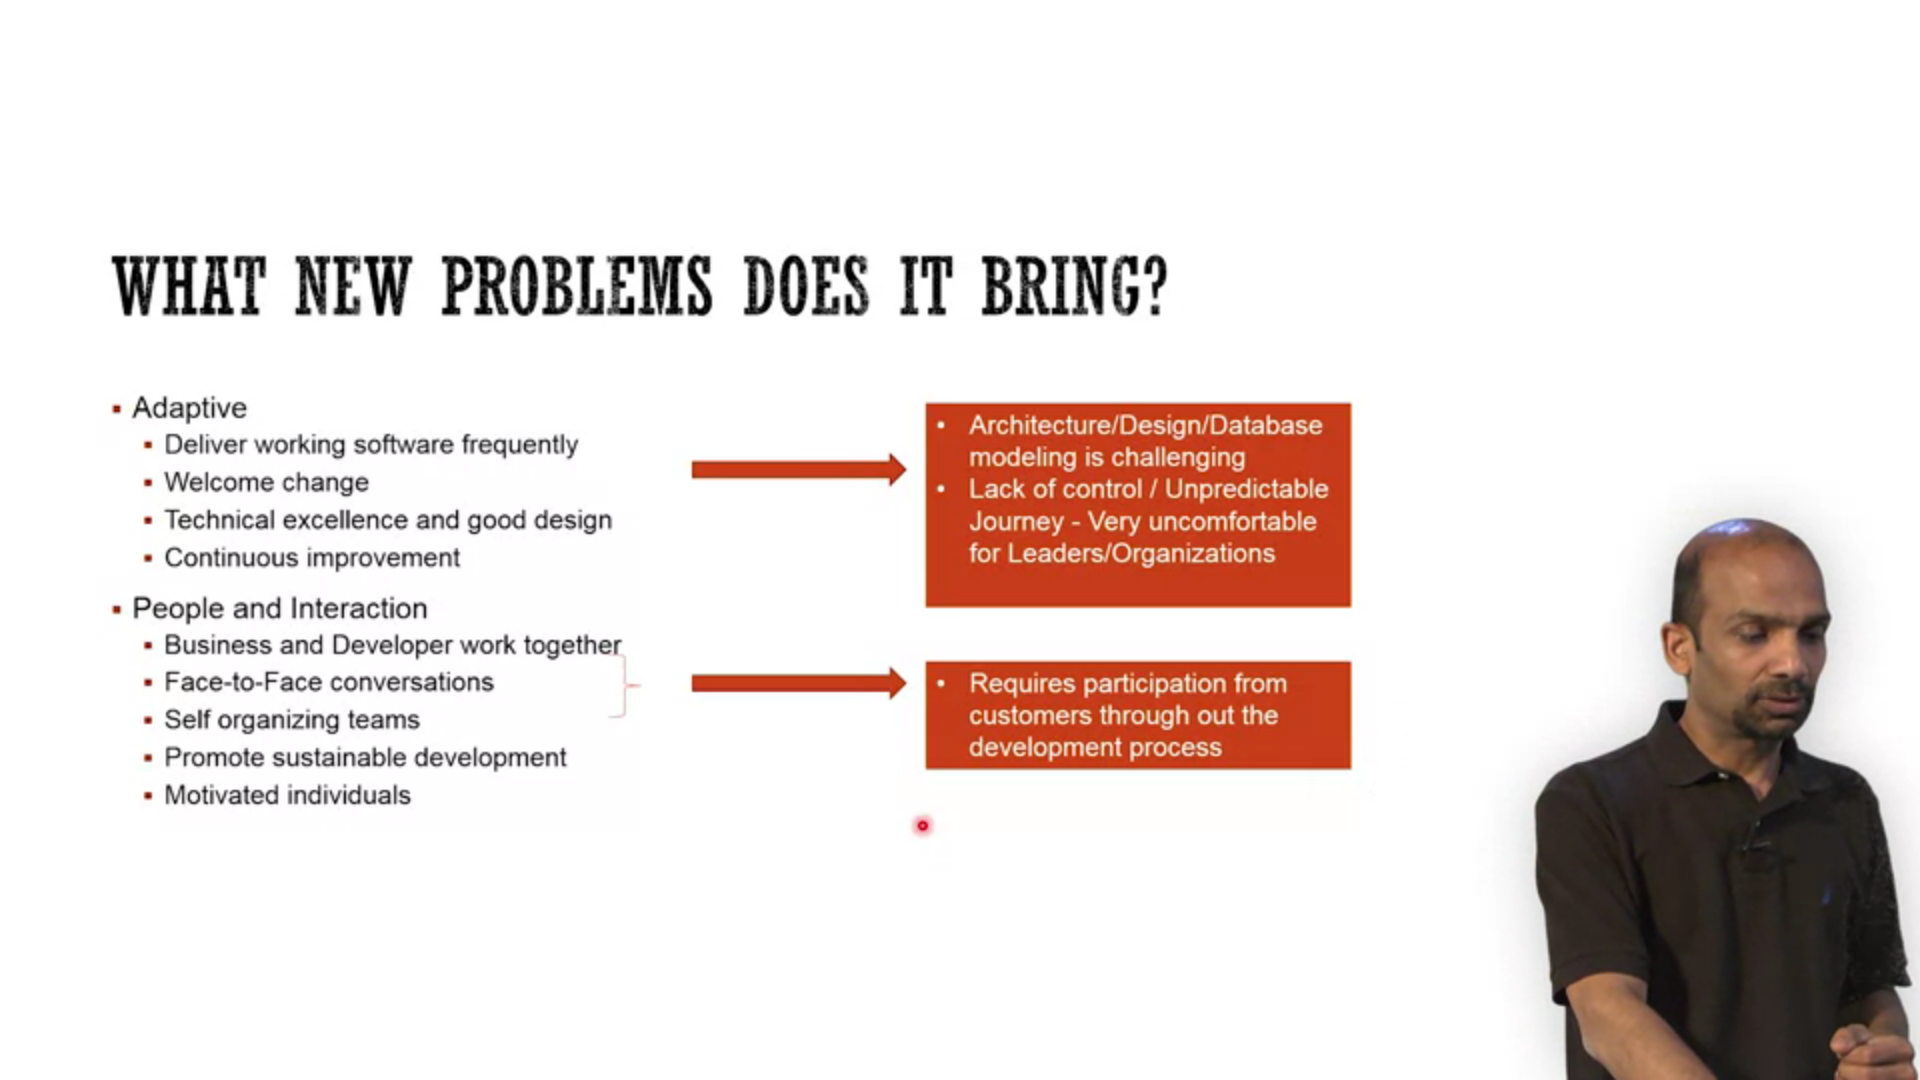 WHAT NEW PROBLEMS DOES IT BRING?
Adaptive
Deliver working software frequently
Welcome change
Technical excellence and good design
Continuous improvement
People and Interaction
Business and Developer work together
Face-to-Face conversations
Self organizing teams
Promote sustainable development
Motivated individuals
Architecture/Design/Database
modeling is challenging
Lack of control / Unpredictable
Journey - Very uncomfortable
for Leaders/Organizations
Requires participation from
customers through out the
development process